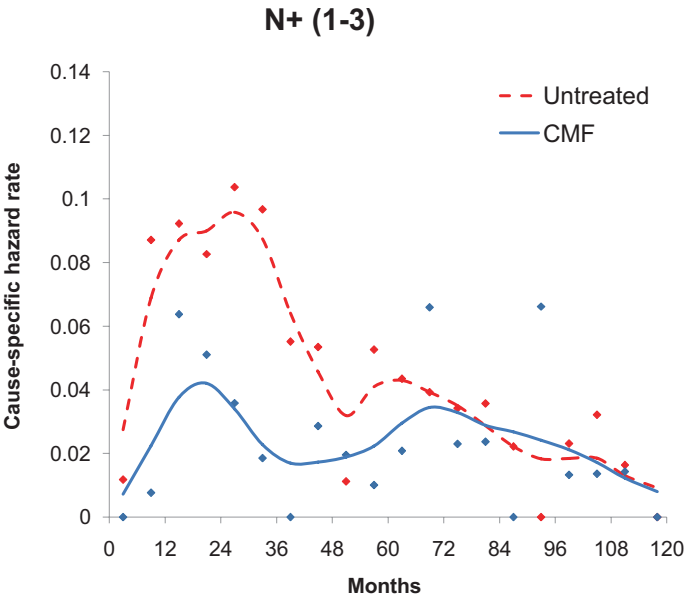 N+ (1-3)
0.14
0.12
0.1
0.08
0.06
0.04
0.02
0
Cause-specific hazard rate
Untreated
CMF
0 12 24 36 48 60 72 84 96 108 120
Months